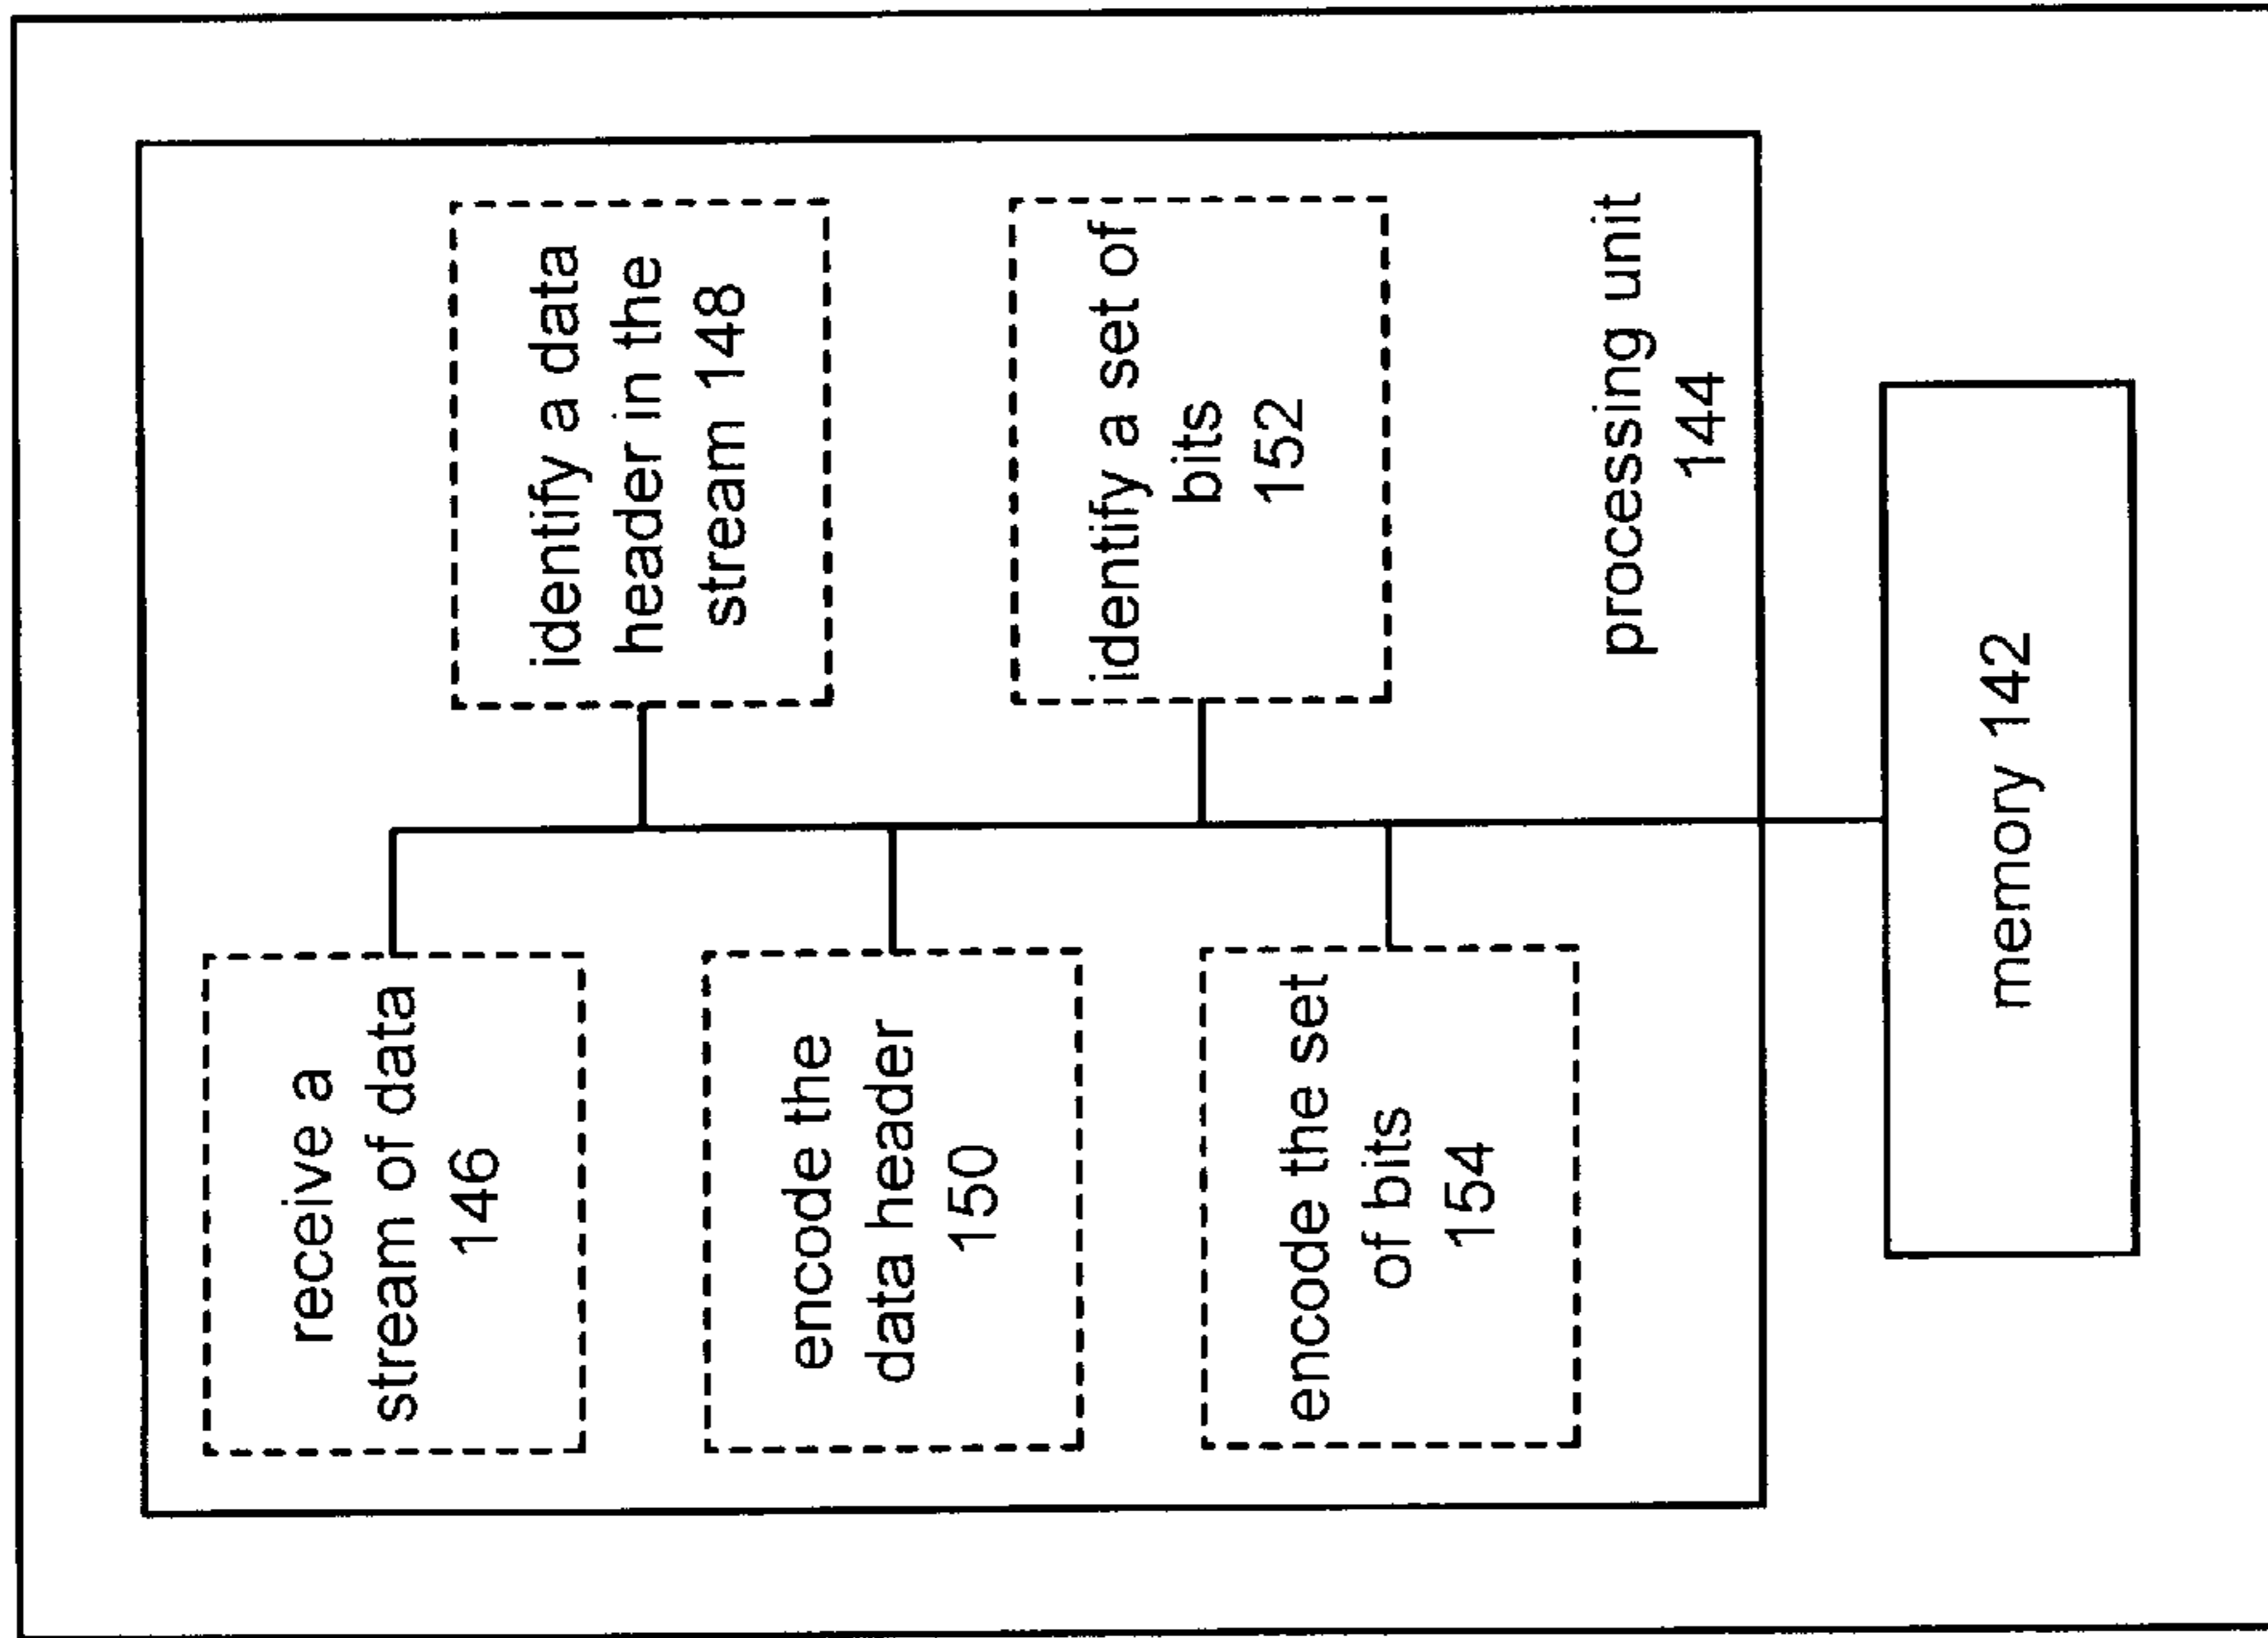 receive a
stream of data
146
identify a data
header in the
stream 148
encode the
data header
150
identify a set of
bits
152
encode the set
of bits
154
processing unit
144
memory 142